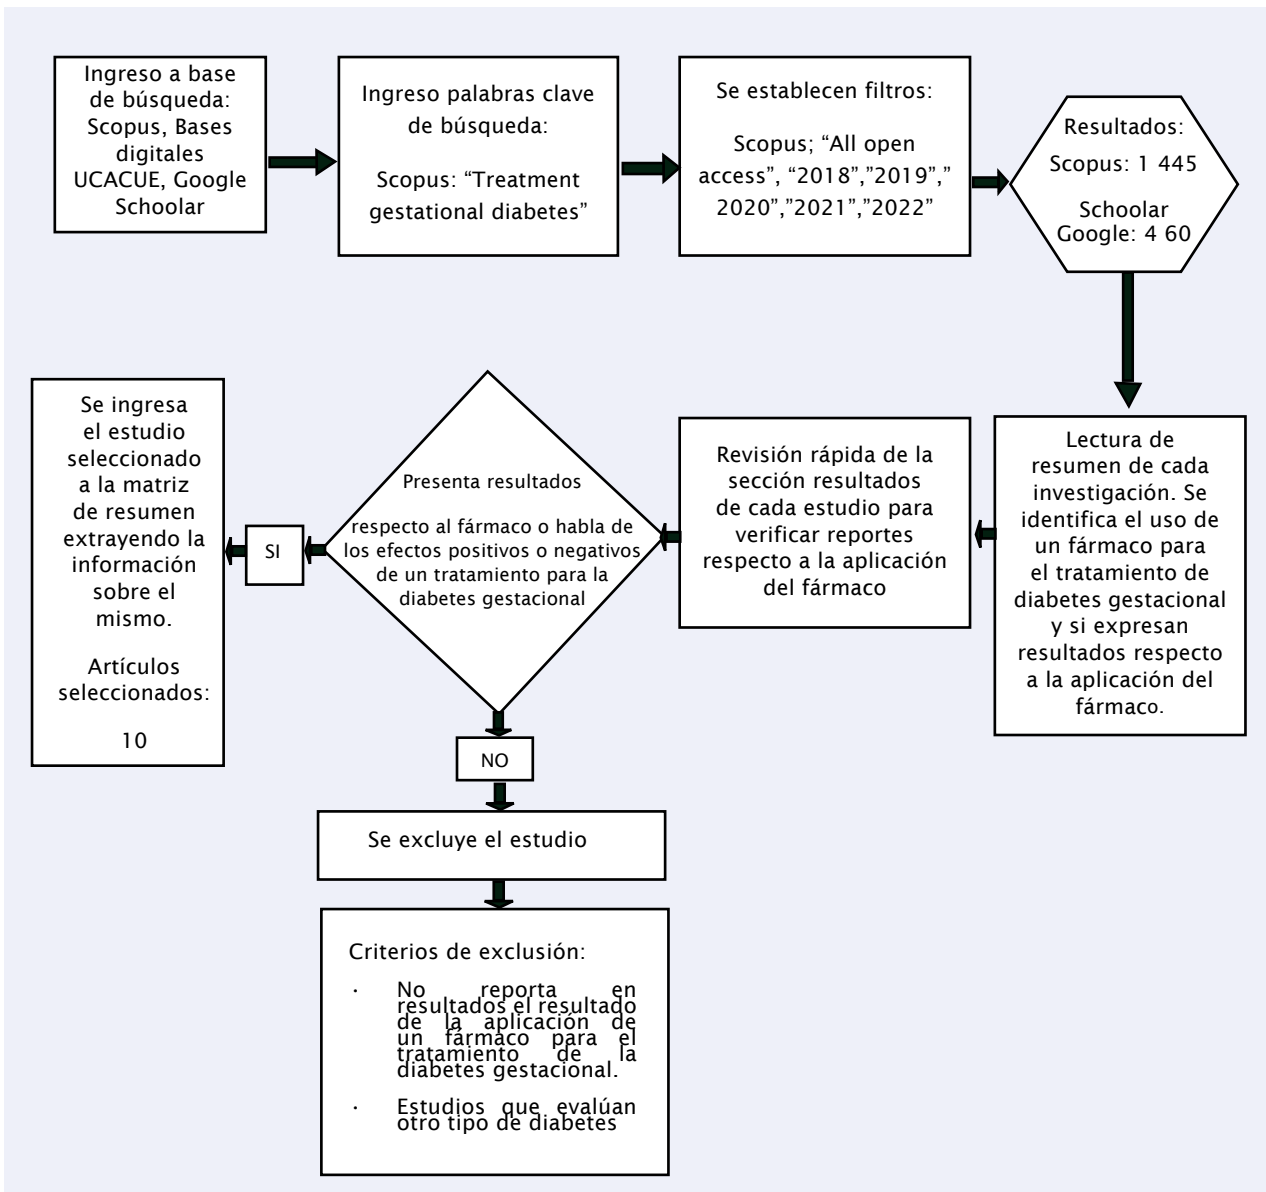 Ingreso a base
de búsqueda:
Scopus, Bases
digitales
UCACUE, Google
Schoolar
Ingreso palabras clave
de búsqueda:
Scopus: “Treatment
gestational diabetes”
Se establecen filtros:
Scopus; “All open
access”, “2018”,”2019”,”
2020”,”2021”,”2022”
Resultados:
Scopus: 1 445
Schoolar
Google: 4 60
Lectura de
resumen de cada
investigación. Se
identifica el uso de
un fármaco para
el tratamiento de
diabetes gestacional
y si expresan
resultados respecto
a la aplicación del
fármaco.
Revisión rápida de la
sección resultados
de cada estudio para
verificar reportes
respecto a la aplicación
del fármaco
Presenta resultados
respecto al fármaco o habla de
los efectos positivos o negativos
de un tratamiento para la
diabetes gestacional
SI
Se ingresa
el estudio
seleccionado
a la matriz
de resumen
extrayendo la
información
sobre el
mismo.
Artículos
seleccionados:
10
NO
Se excluye el estudio
Criterios de exclusión:
· No reporta en
resultados el resultado
de la aplicación de
un fármaco para el
tratamiento de la
diabetes gestacional.
· Estudios que evalúan
otro tipo de diabetes